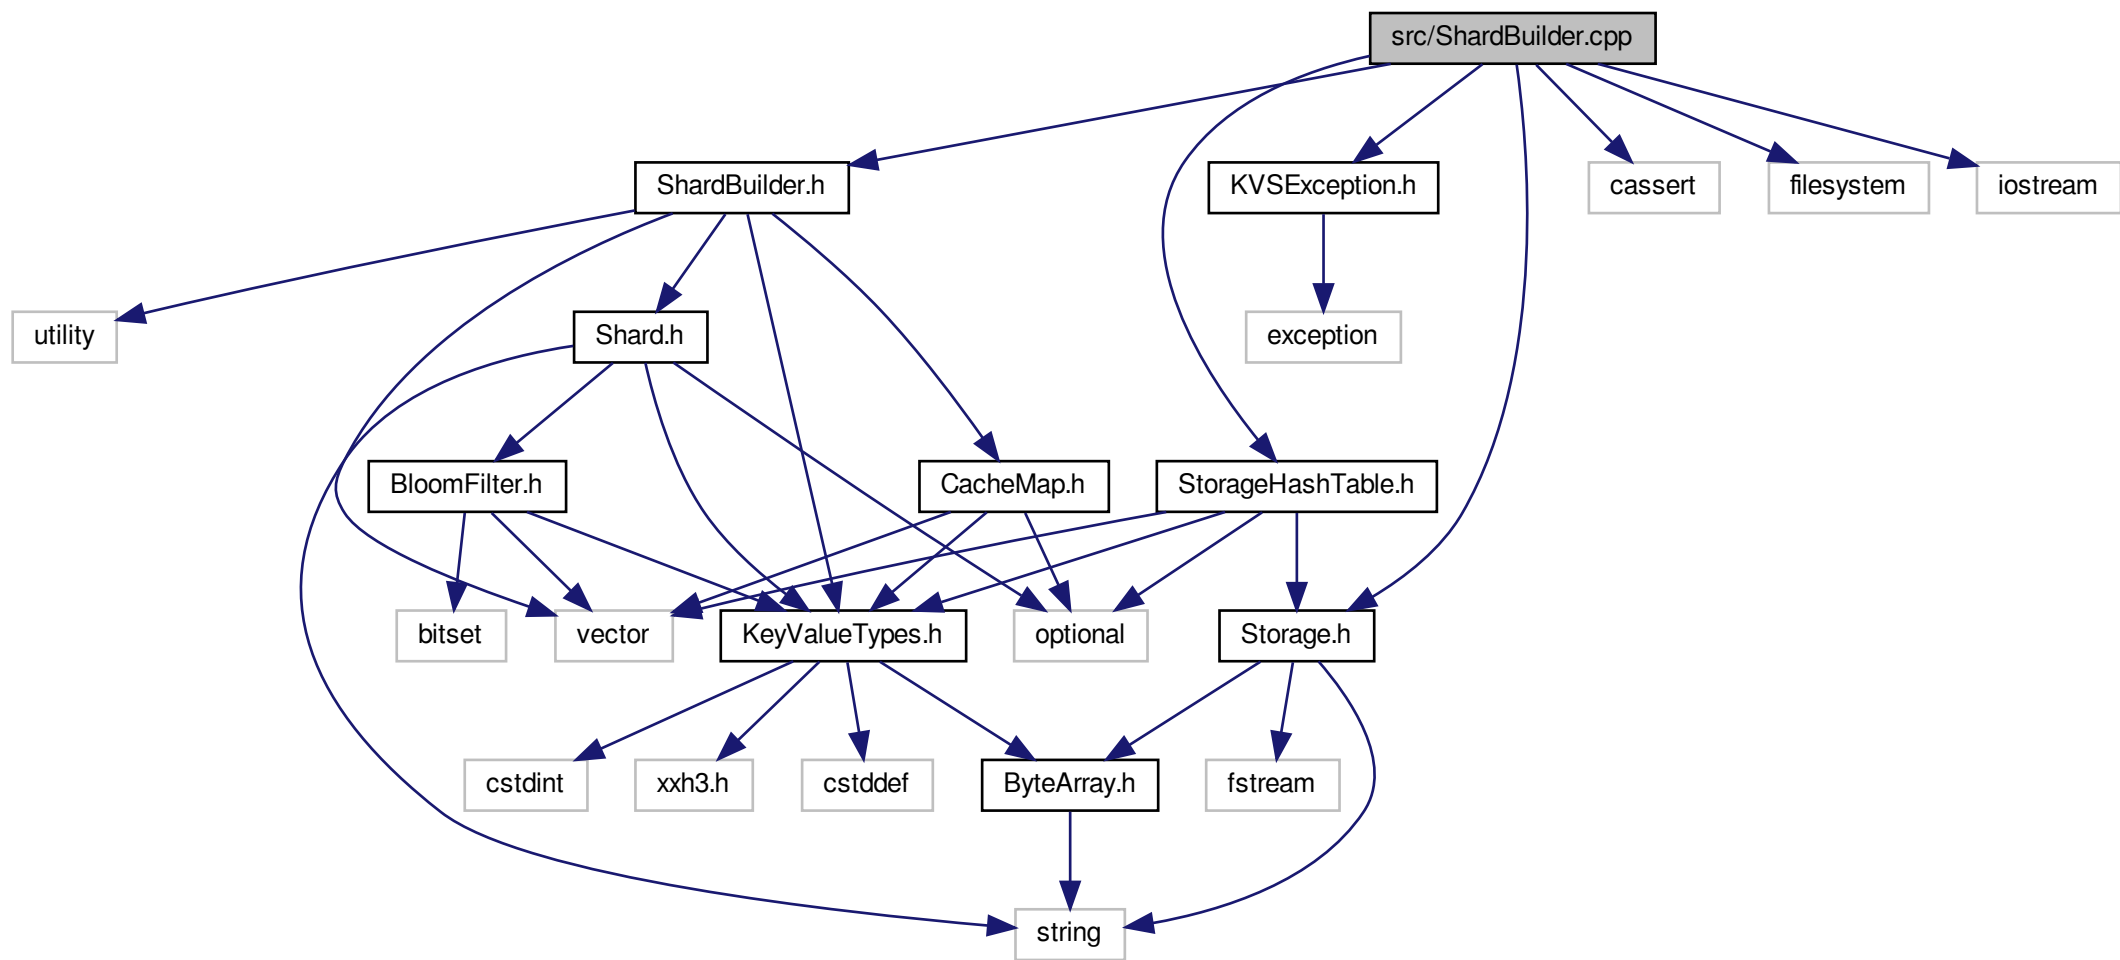 src/ShardBuilder.cpp
ShardBuilder.h
KVSException.h
cassert
filesystem
iostream
utility
Shard.h
exception
BloomFilter.h
CacheMap.h
StorageHashTable.h
bitset
vector
KeyValueTypes.h
optional
Storage.h
cstdint
xxh3.h
cstddef
ByteArray.h
fstream
string